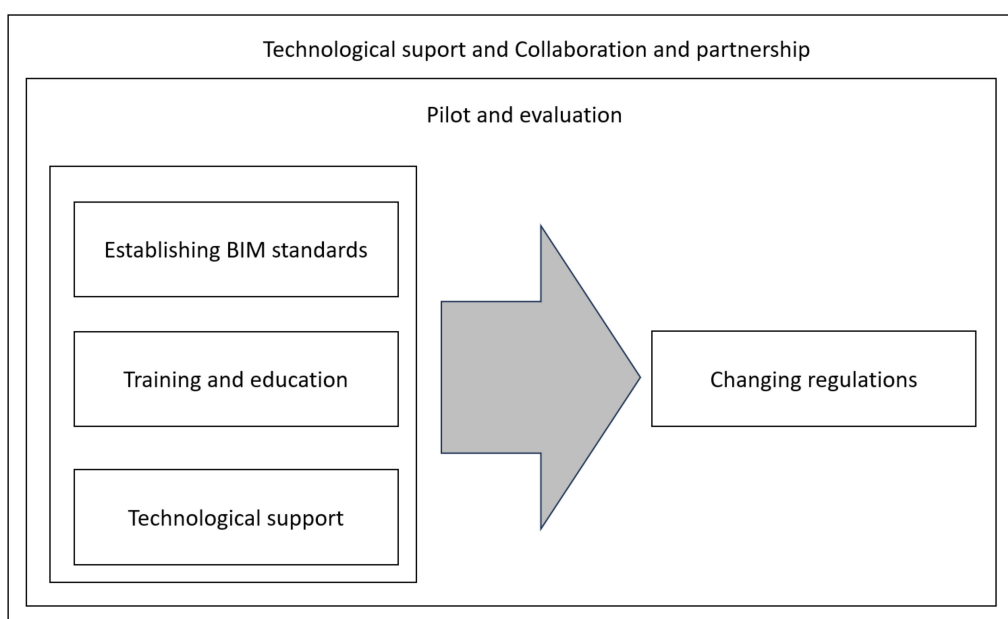 Technological suport and Collaboration and partnership
Pilot and evaluation
Establishing BIM standards
Training and education
Technological support
Changing regulations